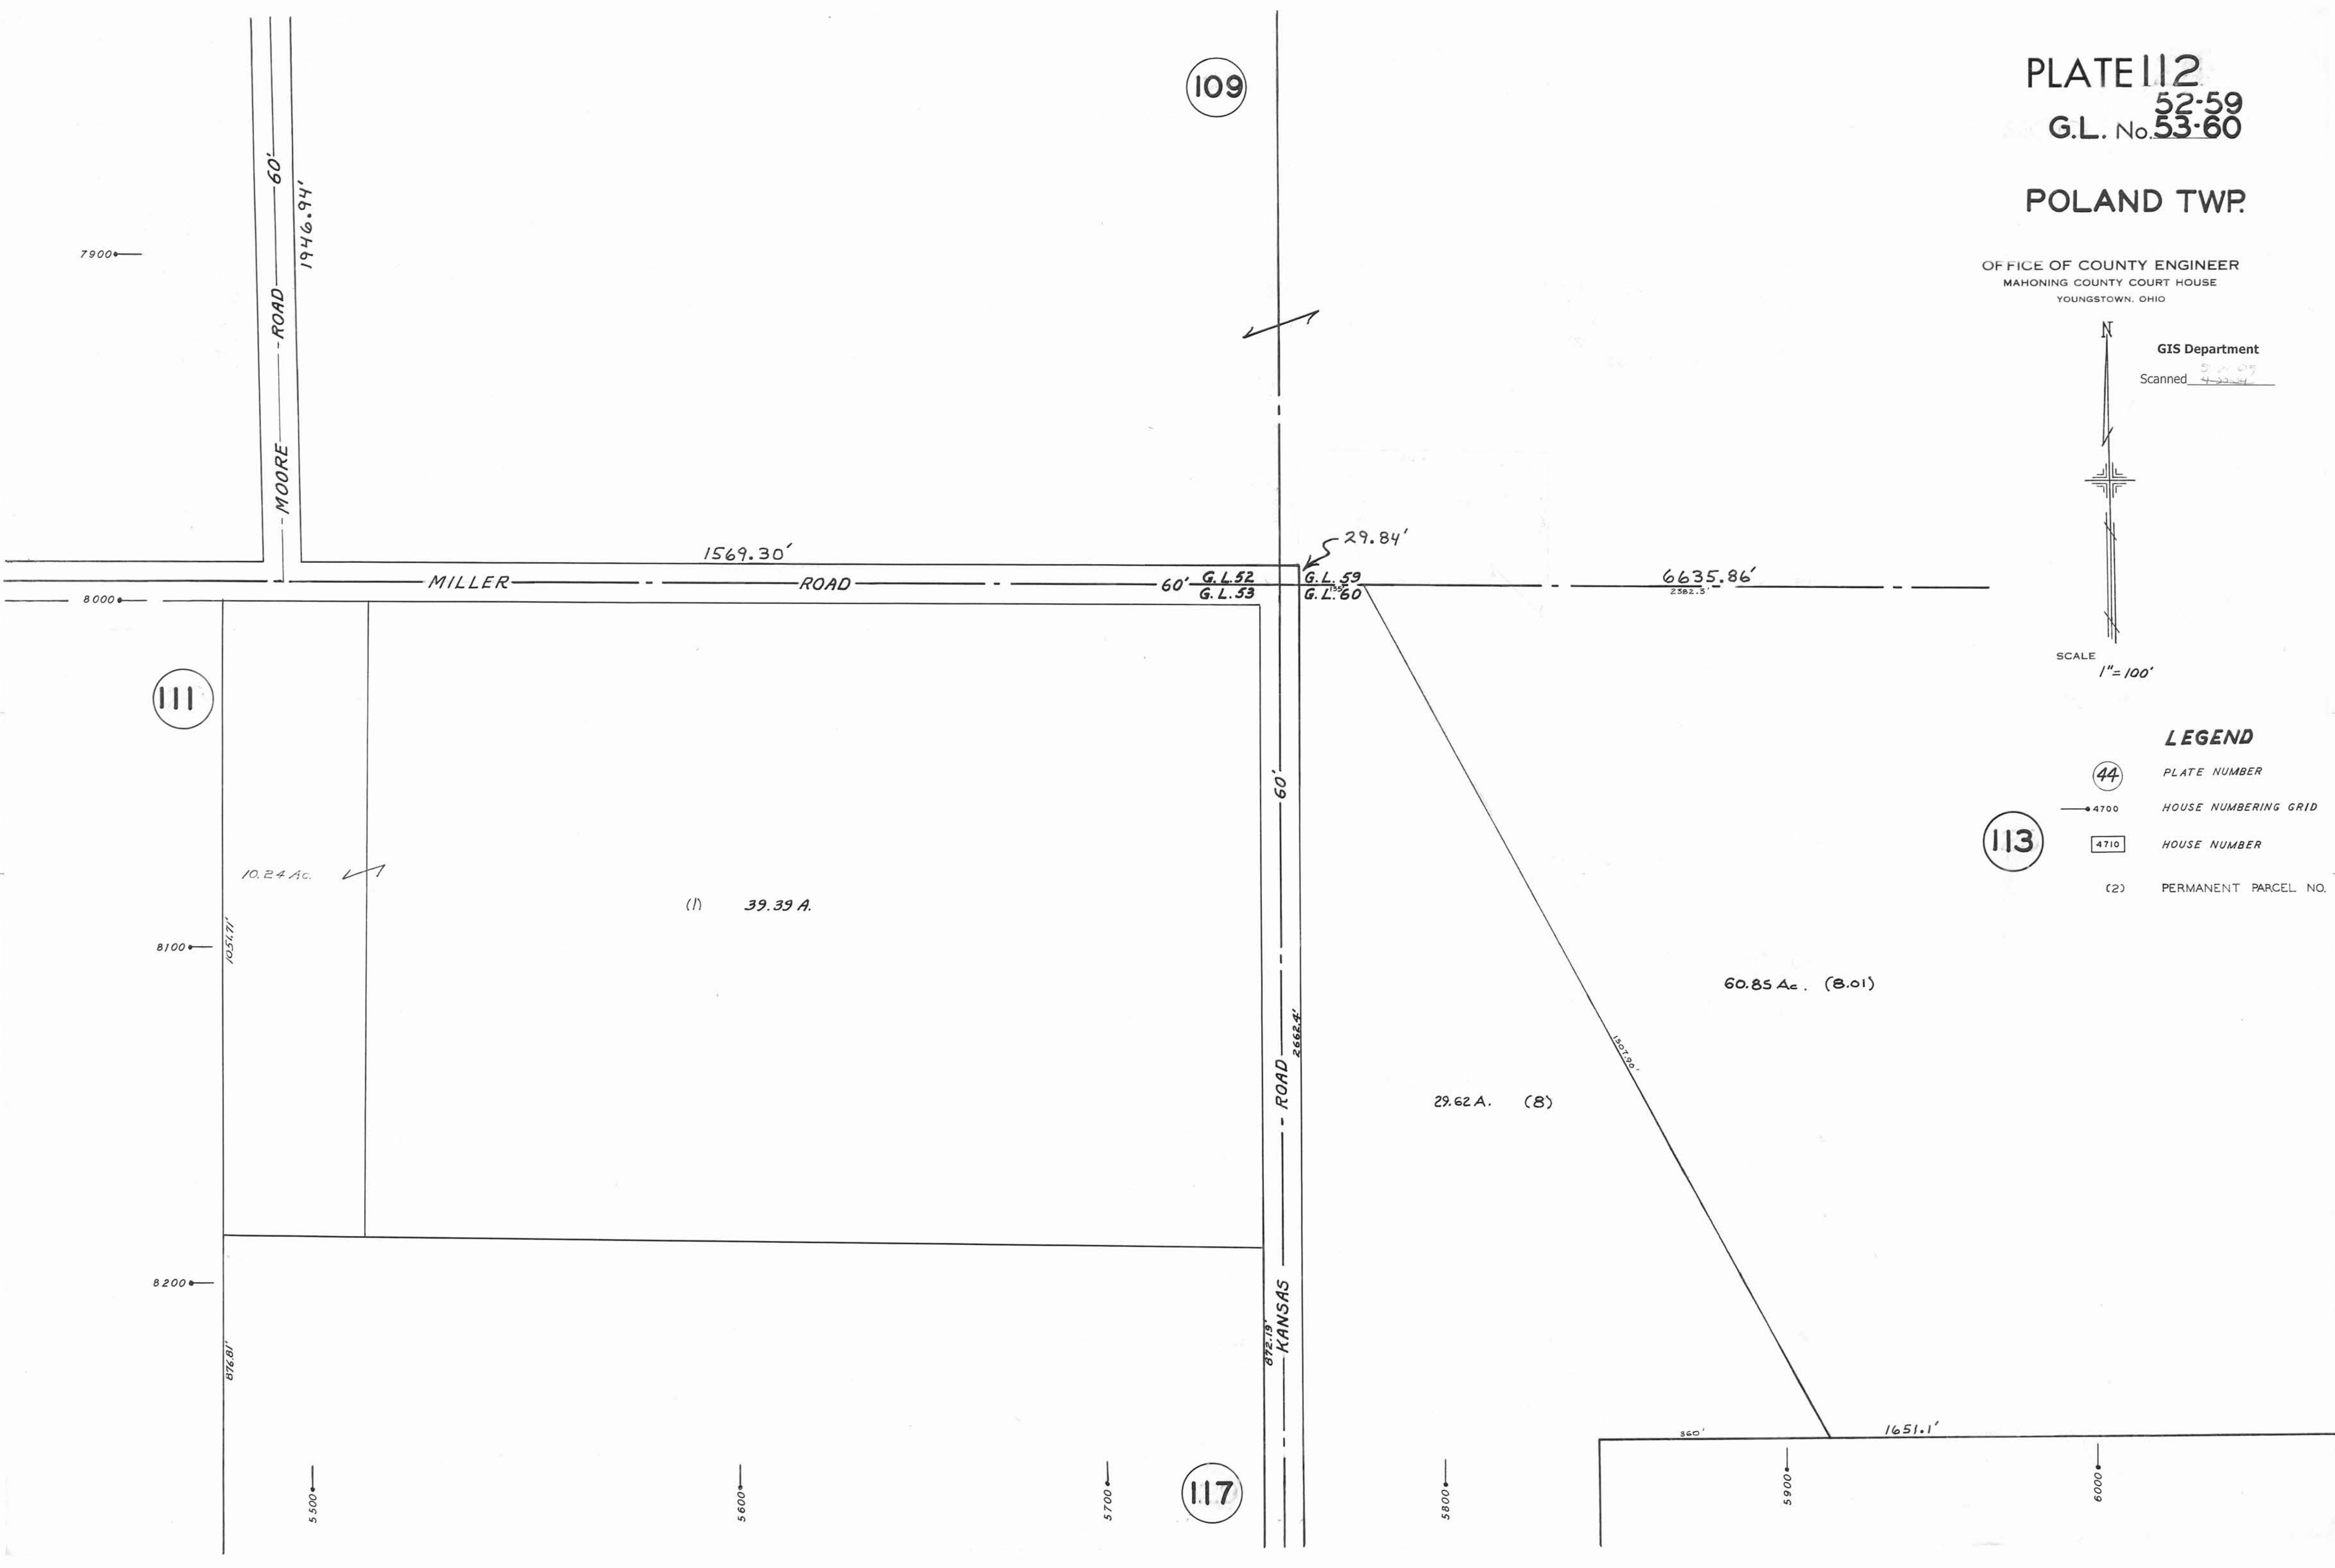 PLATE 112
52-59
G.L. No. 53-60
POLAND TWP.
OFFICE OF COUNTY ENGINEER
MAHONING COUNTY COURT HOUSE
YOUNGSTOWN, OHIO
N
GIS Department
Scanned
SCALE
1"=100'
LEGEND
44 PLATE NUMBER
4700 HOUSE NUMBERING GRID
4710 HOUSE NUMBER
(2) PERMANENT PARCEL NO.
109
60'
1946.94'
MOORE ROAD
7900
1569.30'
29.84'
MILLER ROAD 60'
G.L.52
G.L.53
G.L.59
G.L.60
6635.86'
2382.5'
8000
111
113
60'
10.24 Ac.
(1) 39.39 A.
1051.71'
8100
60.85 Ac. (8.01)
2662.4'
1507.90'
KANSAS ROAD
29.62 A. (8)
8200
876.81'
872.19'
360'
1651.1'
117
5500
5600
5700
5800
5900
6000